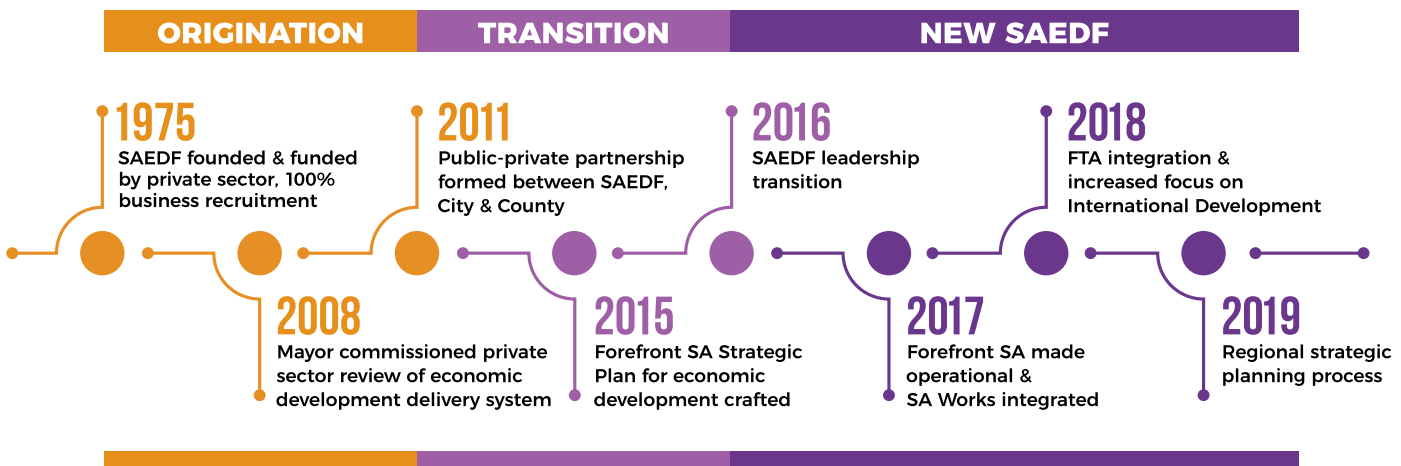 ORIGINATION
TRANSITION
NEW SAEDF
1975
SAEDF founded & funded
by private sector, 100%
business recruitment
2008
Mayor commissioned private
sector review of economic
development delivery system
2011
Public-private partnership
formed between SAEDF,
City & County
2015
Forefront SA Strategic
Plan for economic
development crafted
2016
SAEDF leadership
transition
2017
Forefront SA made
operational &
SA Works integrated
2018
FTA integration &
increased focus on
International Development
2019
Regional strategic
planning process